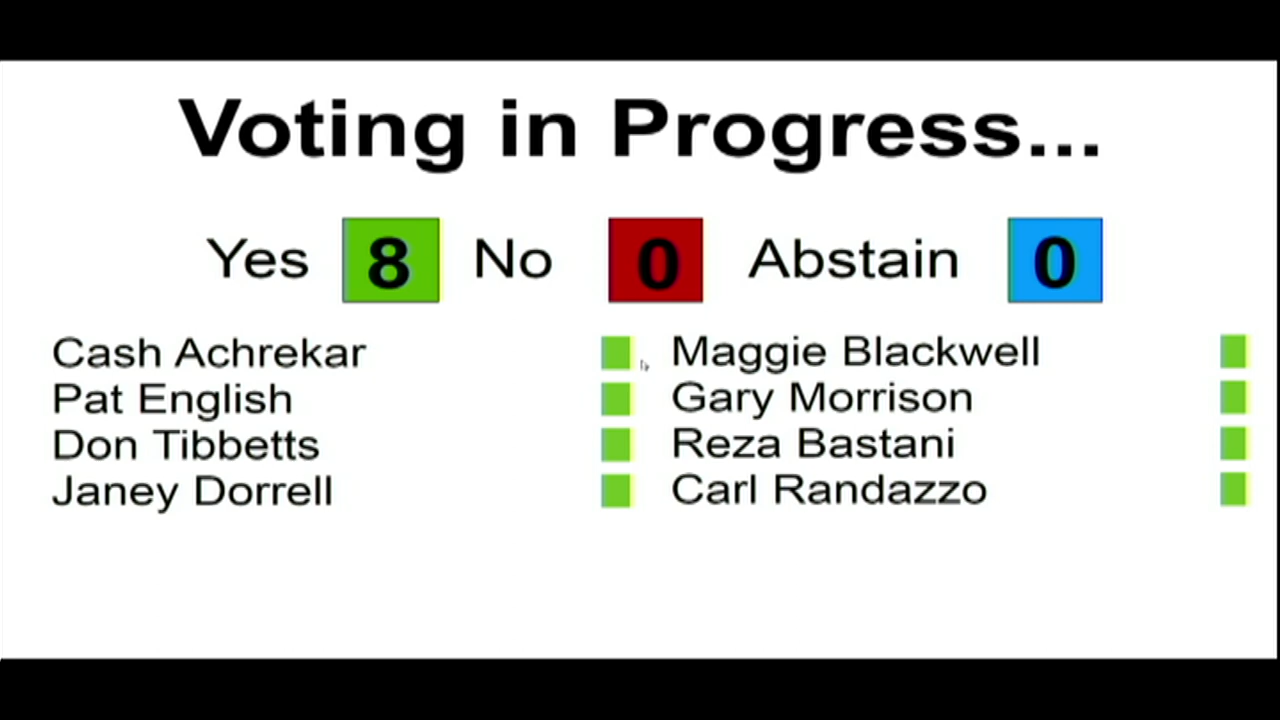 Voting in Progress...
Yes 8 No 0 Abstain 0
Cash Achrekar Maggie Blackwell
Pat English Gary Morrison
Don Tibbetts Reza Bastani
Janey Dorrell Carl Randazzo